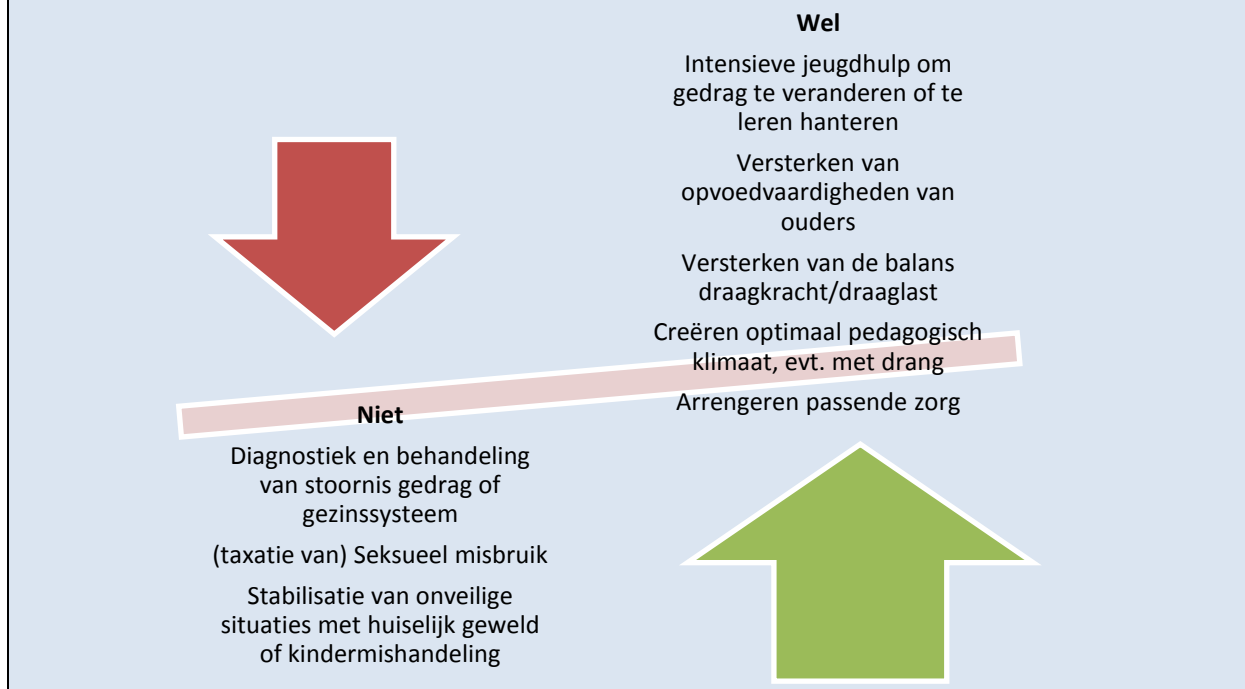 Wel
Intensieve jeugdhulp om
gedrag te veranderen of te
leren hanteren
Versterken van
opvoedvaardigheden van
ouders
Versterken van de balans
draagkracht/draaglast
Creëren optimaal pedagogisch
klimaat, evt. met drang
Arrengeren passende zorg
Niet
Diagnostiek en behandeling
van stoornis gedrag of
gezinssysteem
(taxatie van) Seksueel misbruik
Stabilisatie van onveilige
situaties met huiselijk geweld
of kindermishandeling